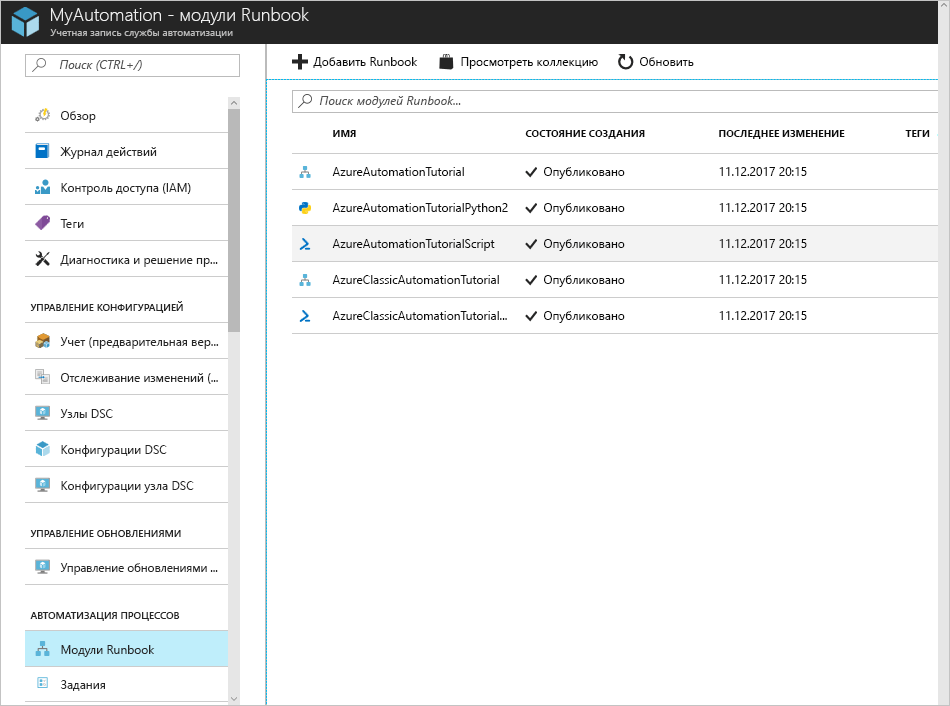 MyAutomation - модули Runbook
Учетная запись службы автоматизации
Поиск (CTRL+/)
Обзор
Журнал действий
Контроль доступа (IAM)
Теги
Диагностика и решение пр...
УПРАВЛЕНИЕ КОНФИГУРАЦИЕЙ
Учет (предварительная вер...
Отслеживание изменений (...
Узлы DSC
Конфигурации DSC
Конфигурации узла DSC
УПРАВЛЕНИЕ ОБНОВЛЕНИЯМИ
Управление обновлениями ...
АВТОМАТИЗАЦИЯ ПРОЦЕССОВ
Модули Runbook
Задания
Добавить Runbook Просмотреть коллекцию Обновить
Поиск модулей Runbook...
ИМЯ СОСТОЯНИЕ СОЗДАНИЯ ПОСЛЕДНЕЕ ИЗМЕНЕНИЕ ТЕГИ
AzureAutomationTutorial Опубликовано 11.12.2017 20:15
AzureAutomationTutorialPython2 Опубликовано 11.12.2017 20:15
AzureAutomationTutorialScript Опубликовано 11.12.2017 20:15
AzureClassicAutomationTutorial Опубликовано 11.12.2017 20:15
AzureClassicAutomationTutorial... Опубликовано 11.12.2017 20:15